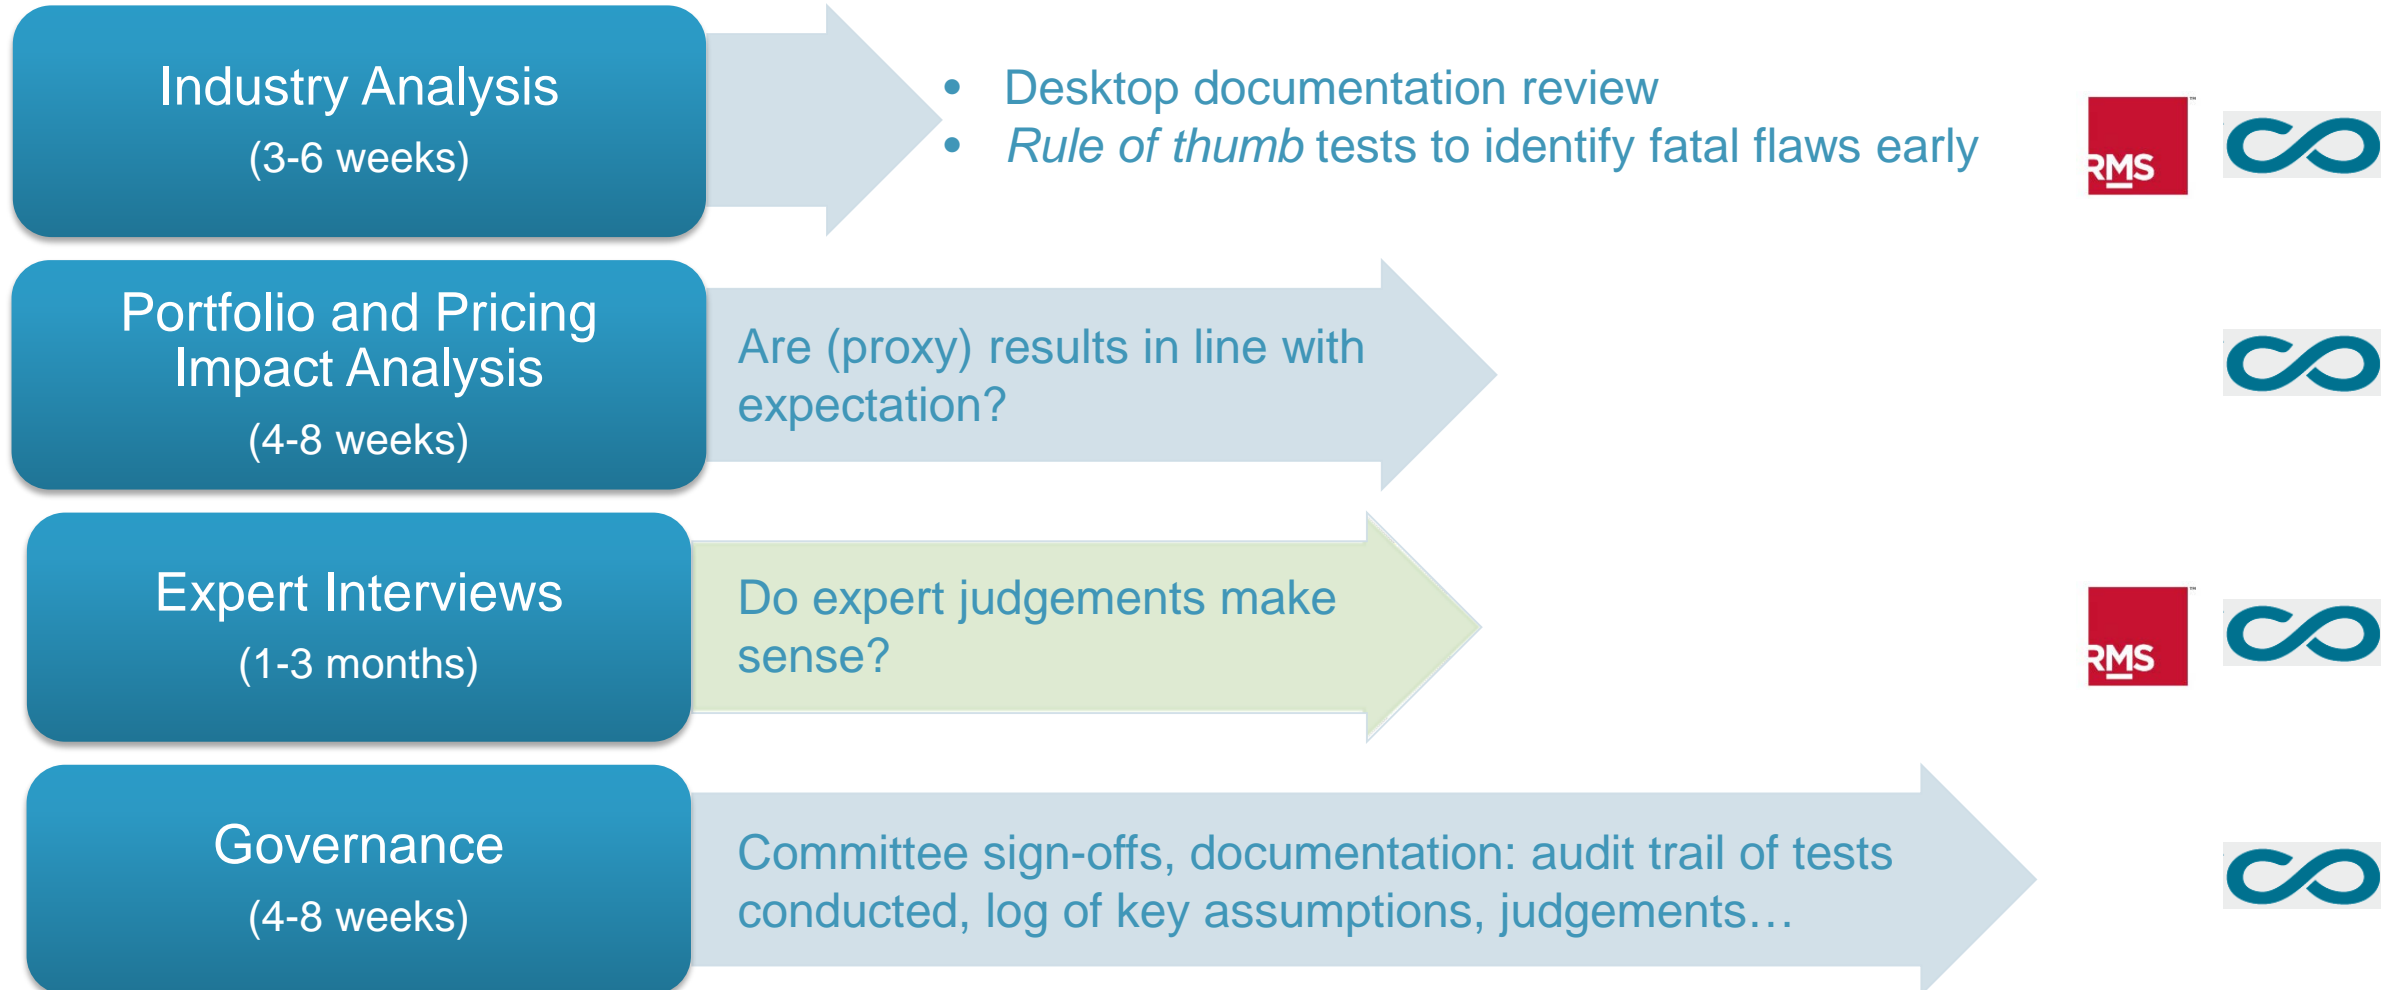 Industry Analysis
(3-6 weeks)
• Desktop documentation review
• Rule of thumb tests to identify fatal flaws early
RMS
™
Portfolio and Pricing
Impact Analysis
(4-8 weeks)
Are (proxy) results in line with
expectation?
Expert Interviews
(1-3 months)
Do expert judgements make
sense?
RMS
™
Governance
(4-8 weeks)
Committee sign-offs, documentation: audit trail of tests
conducted, log of key assumptions, judgements…